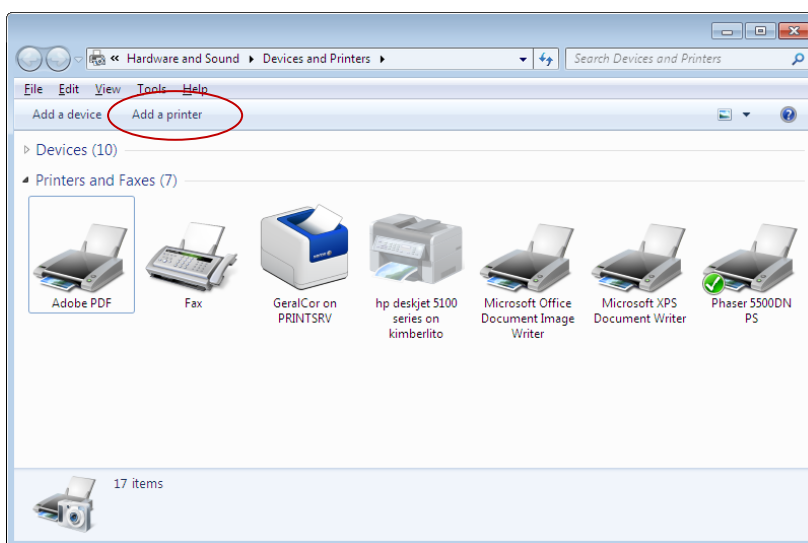 « Hardware and Sound ▸ Devices and Printers ▸
Search Devices and Printers
File Edit View Tools Help
Add a device Add a printer
Devices (10)
Printers and Faxes (7)
Adobe PDF
Fax
GeralCor on
PRINTSRV
hp deskjet 5100
series on
kimberlito
Microsoft Office
Document Image
Writer
Microsoft XPS
Document Writer
Phaser 5500DN
PS
17 items